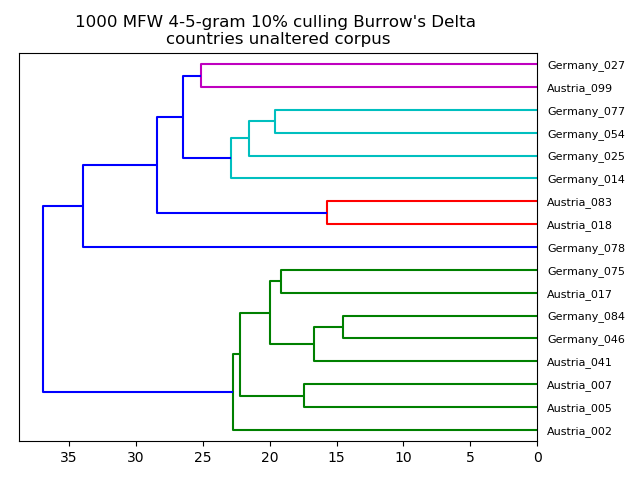 1000 MFW 4-5-gram 10% culling Burrow's Delta
countries unaltered corpus
Germany_027
Austria_099
Germany_077
Germany_054
Germany_025
Germany_014
Austria_083
Austria_018
Germany_078
Germany_075
Austria_017
Germany_084
Germany_046
Austria_041
Austria_007
Austria_005
Austria_002
35 30 25 20 15 10 5 0